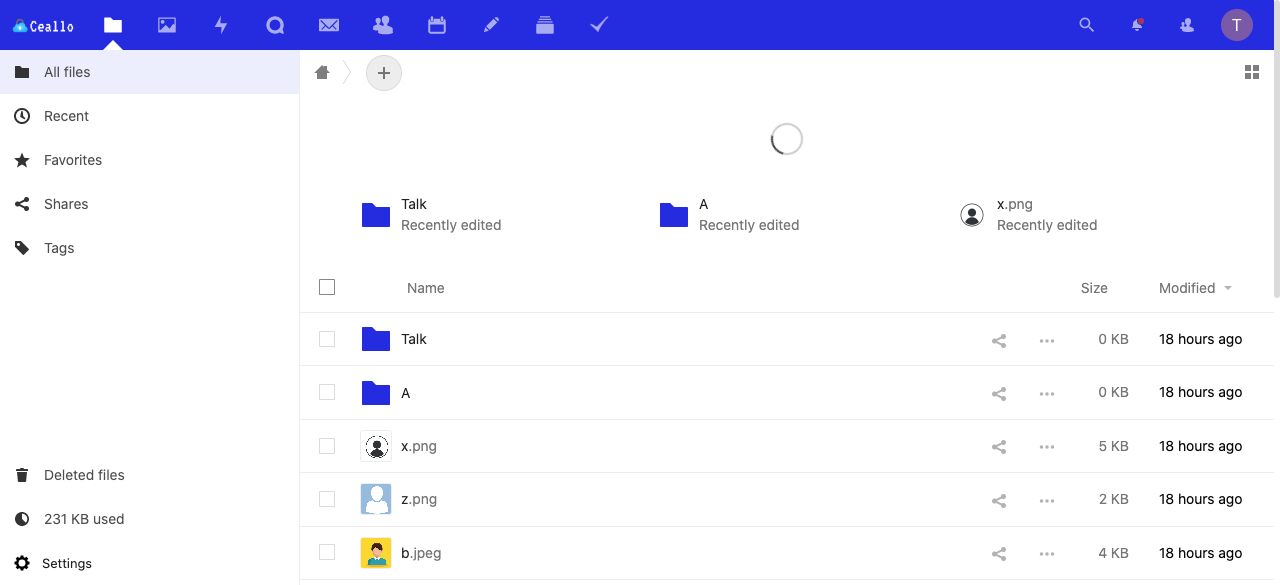 Ceallo
T
All files
Recent
Favorites
Shares
Tags
Deleted files
231 KB used
Settings
Talk
Recently edited
A
Recently edited
x.png
Recently edited
Name Size Modified
Talk 0 KB 18 hours ago
A 0 KB 18 hours ago
x.png 5 KB 18 hours ago
z.png 2 KB 18 hours ago
b.jpeg 4 KB 18 hours ago